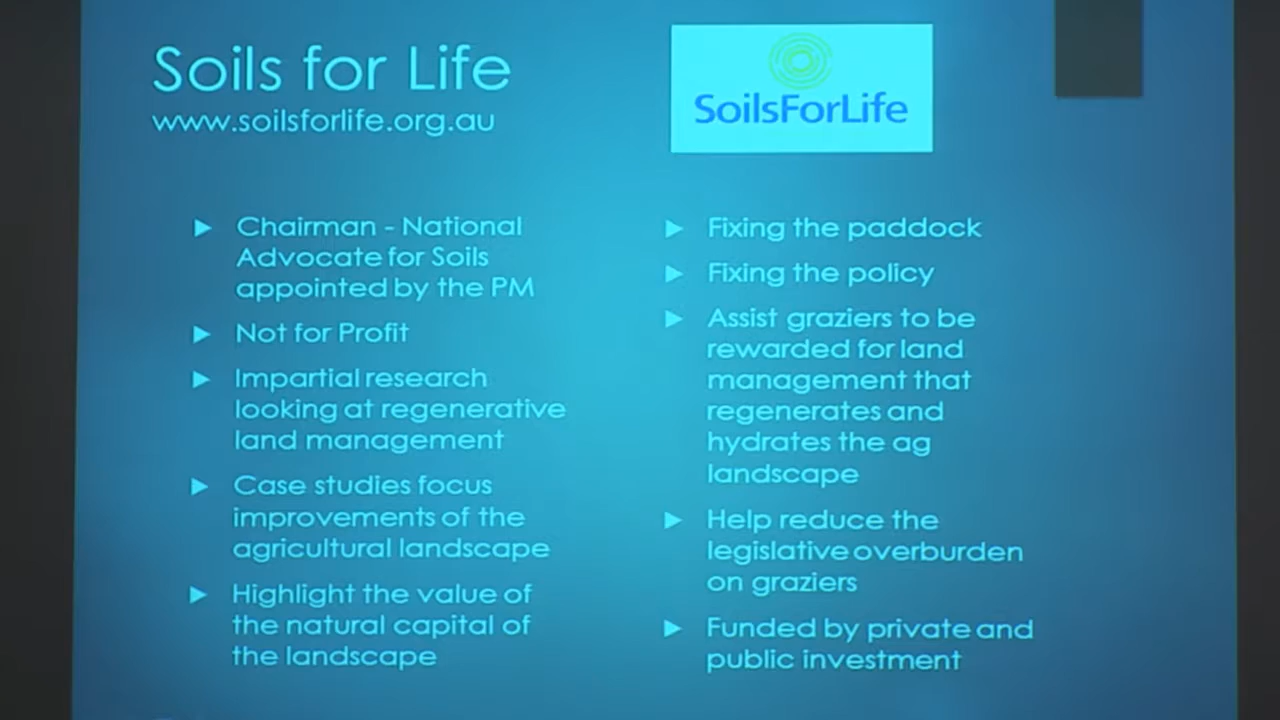 Soils for Life
www.soilsforlife.org.au
SoilsForLife
Chairman - National
Advocate for Soils
appointed by the PM
Not for Profit
Impartial research
looking at regenerative
land management
Case studies focus
improvements of the
agricultural landscape
Highlight the value of
the natural capital of
the landscape
Fixing the paddock
Fixing the policy
Assist graziers to be
rewarded for land
management that
regenerates and
hydrates the ag
landscape
Help reduce the
legislative overburden
on graziers
Funded by private and
public investment